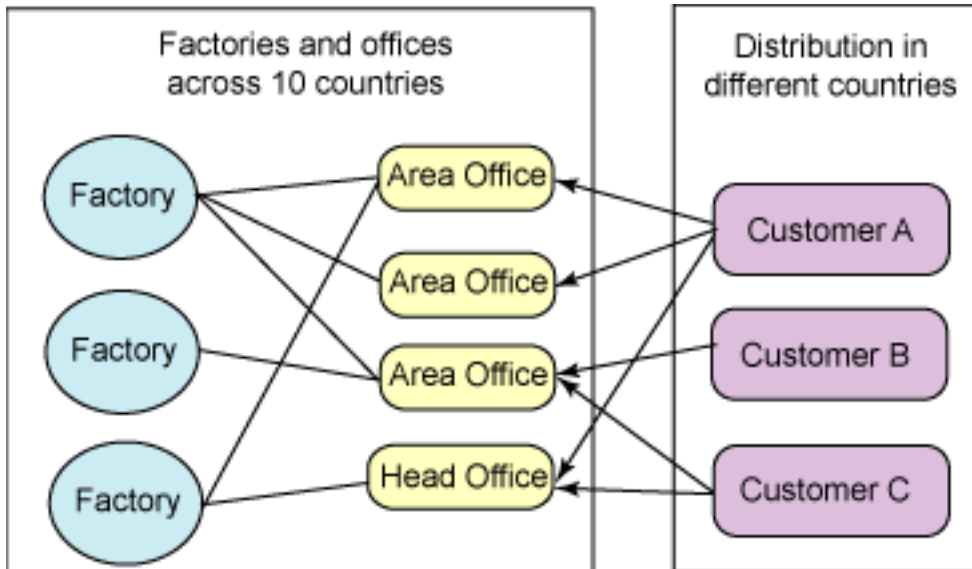 Factories and offices
across 10 countries
Factory
Factory
Factory
Area Office
Area Office
Area Office
Head Office
Distribution in
different countries
Customer A
Customer B
Customer C